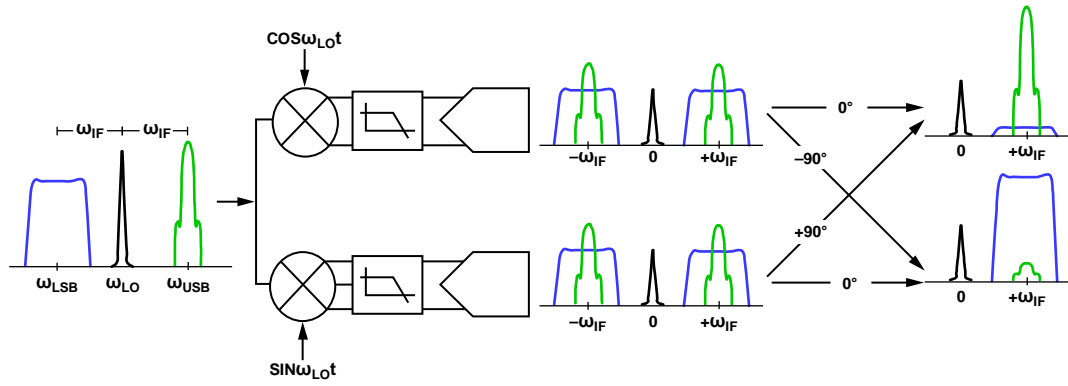 COSωLOt
ωIF ωIF
ωLSB ωLO ωUSB
–ωIF 0 +ωIF
0°
–90°
0 +ωIF
+90°
0°
–ωIF 0 +ωIF
0 +ωIF
SINωLOt